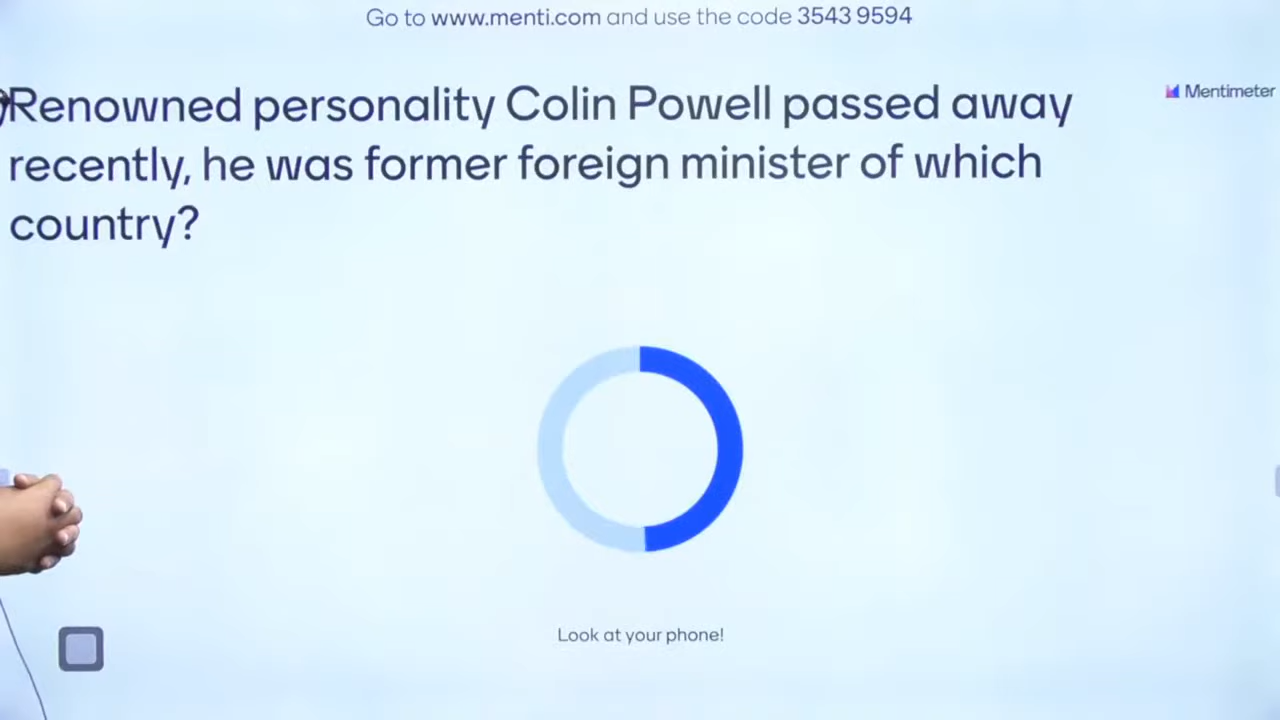 Go to www.menti.com and use the code 3543 9594
Mentimeter
Renowned personality Colin Powell passed away
recently, he was former foreign minister of which
country?
Look at your phone!